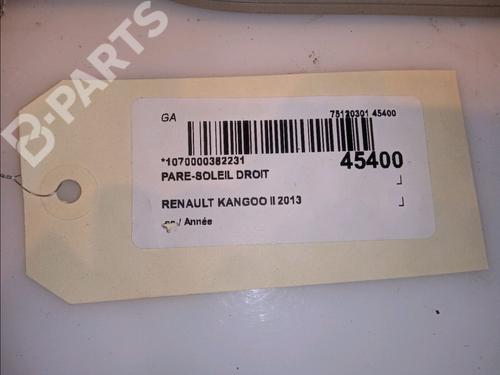 B-PARTS
GA 75120301 45400
*1070000382231 45400
PARE-SOLEIL DROIT
RENAULT KANGOO II 2013
/ Année